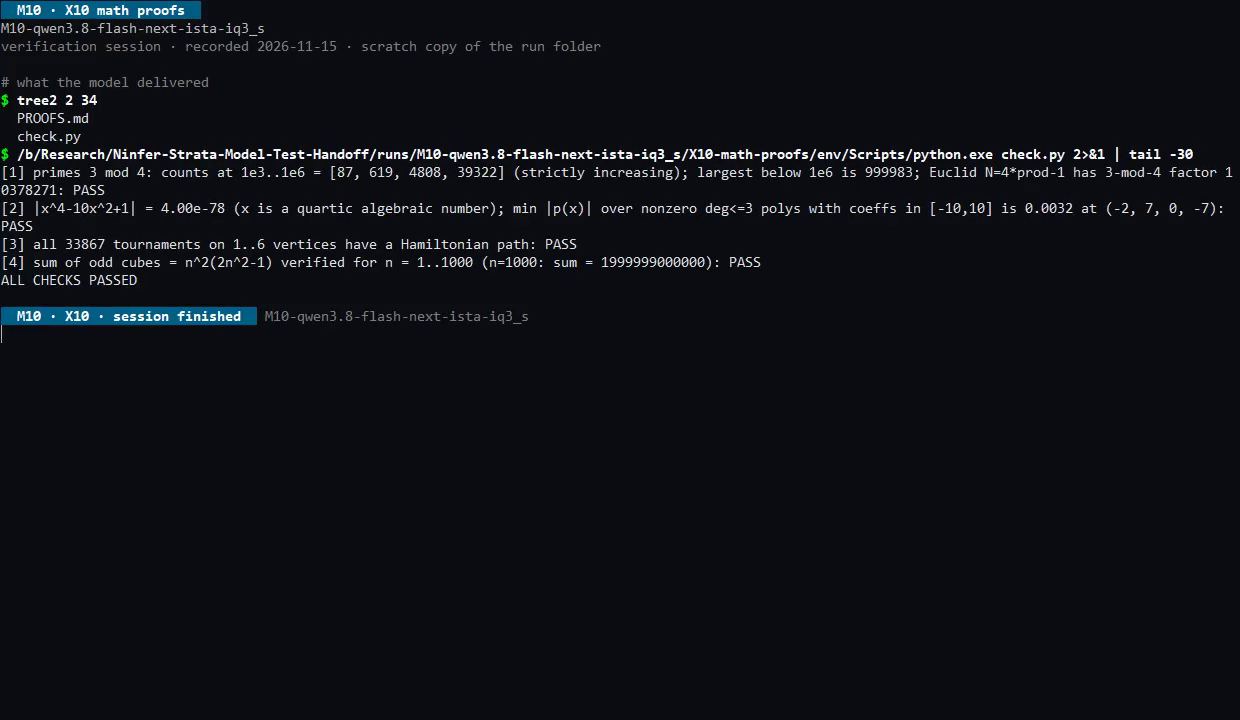 M10 · X10 math proofs
M10-qwen3.8-flash-next-ista-iq3_s
verification session · recorded 2026-11-15 · scratch copy of the run folder
# what the model delivered
$ tree2 2 34
PROOFS.md
check.py
$ /b/Research/Ninfer-Strata-Model-Test-Handoff/runs/M10-qwen3.8-flash-next-ista-iq3_s/X10-math-proofs/env/Scripts/python.exe check.py 2>&1 | tail -30
[1] primes 3 mod 4: counts at 1e3..1e6 = [87, 619, 4808, 39322] (strictly increasing); largest below 1e6 is 999983; Euclid N=4*prod-1 has 3-mod-4 factor 1
0378271: PASS
[2] |x^4-10x^2+1| = 4.00e-78 (x is a quartic algebraic number); min |p(x)| over nonzero deg<=3 polys with coeffs in [-10,10] is 0.0032 at (-2, 7, 0, -7):
PASS
[3] all 33867 tournaments on 1..6 vertices have a Hamiltonian path: PASS
[4] sum of odd cubes = n^2(2n^2-1) verified for n = 1..1000 (n=1000: sum = 1999999000000): PASS
ALL CHECKS PASSED
M10 · X10 · session finished M10-qwen3.8-flash-next-ista-iq3_s